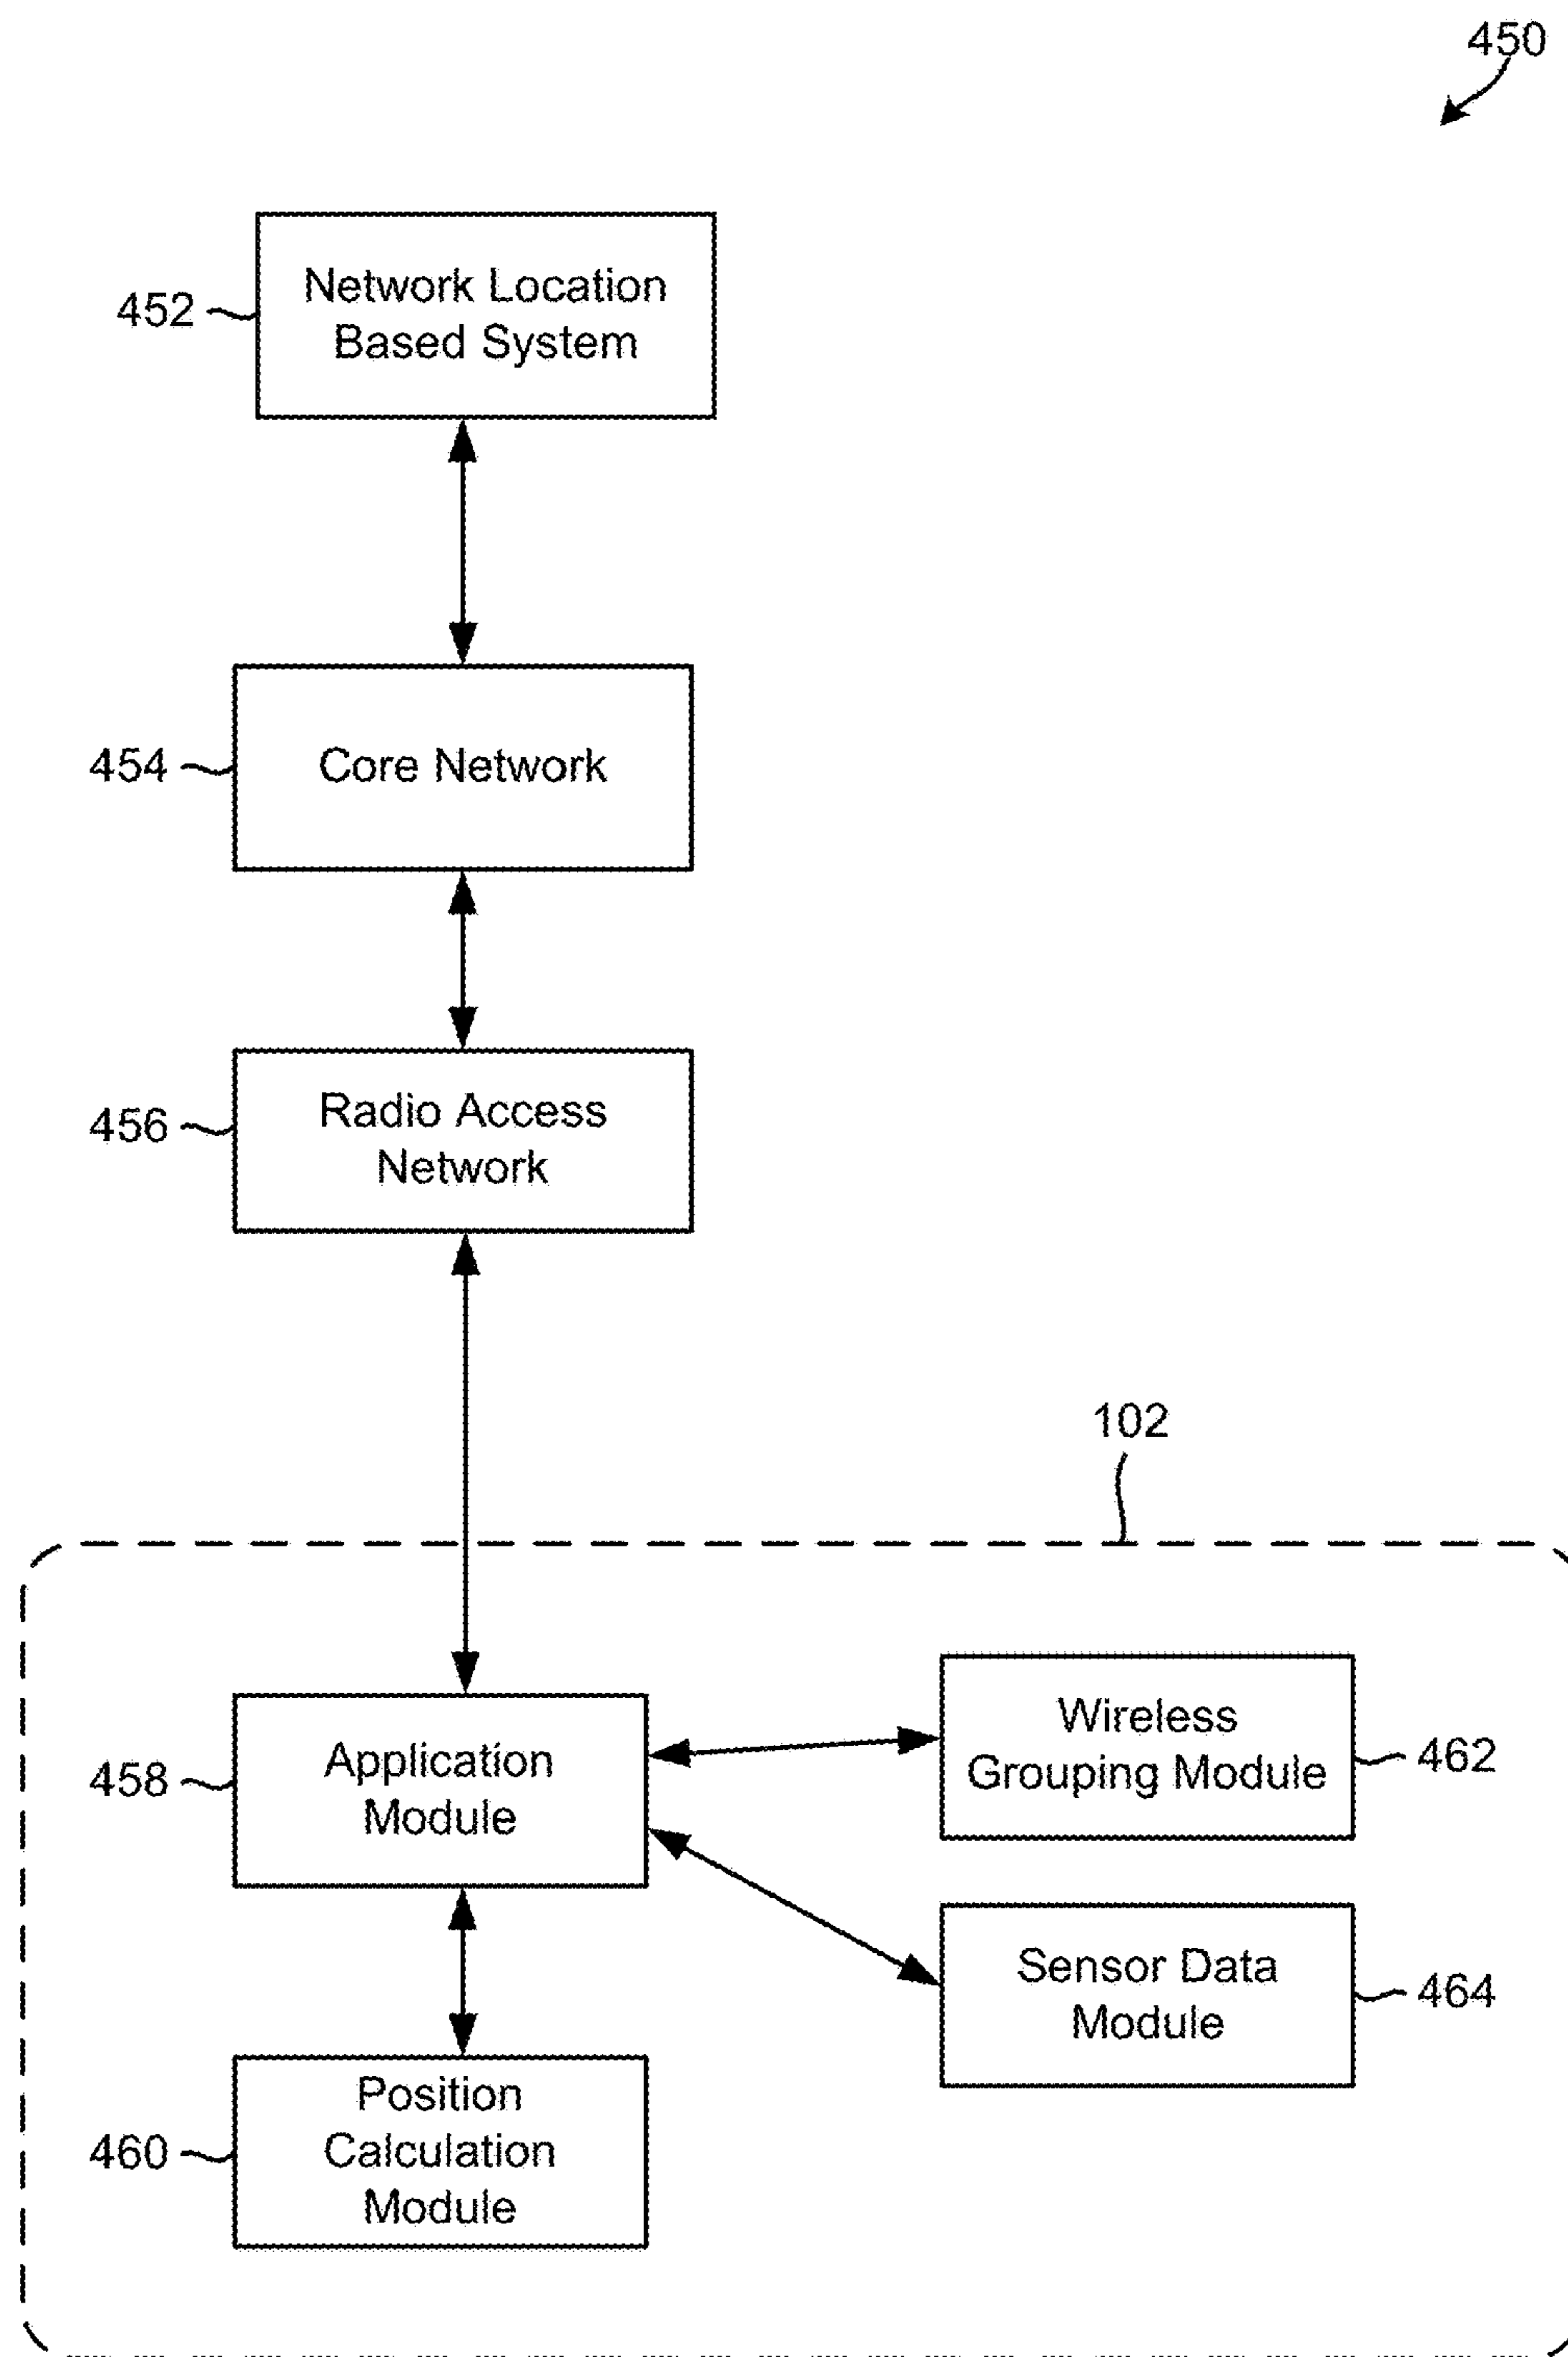 450
452
Network Location
Based System
454
Core Network
456
Radio Access
Network
102
458
Application
Module
Wireless
Grouping Module
462
Sensor Data
Module
464
460
Position
Calculation
Module